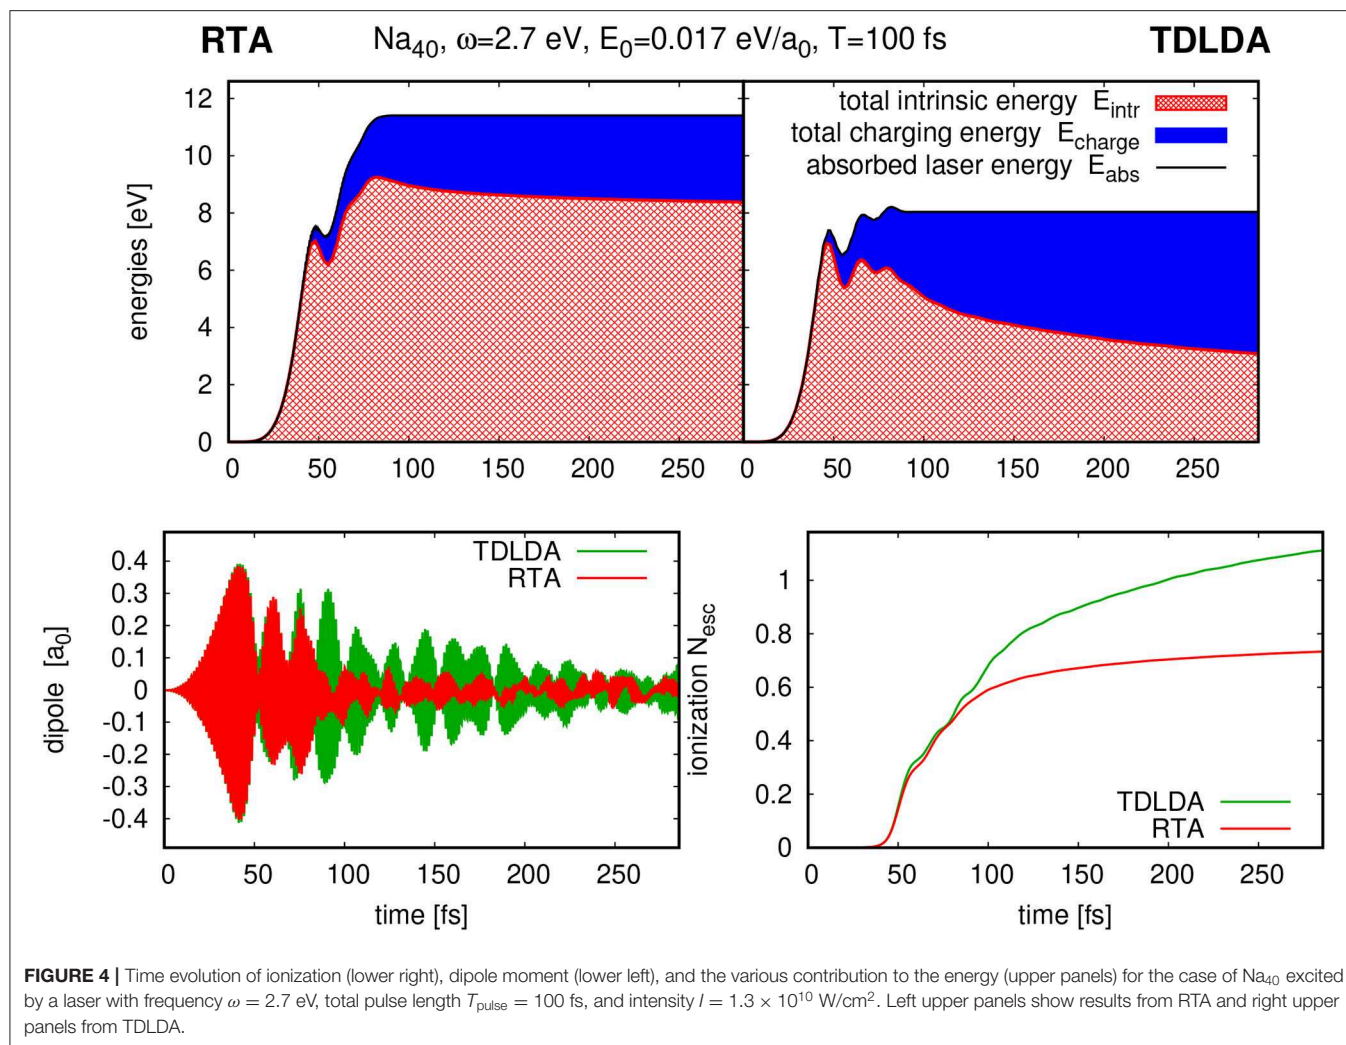 RTA Na40, ω=2.7 eV, E0=0.017 eV/a0, T=100 fs TDLDA
12
10
8
6
4
2
0
energies [eV]
total intrinsic energy Eintr
total charging energy Echarge
absorbed laser energy Eabs
0 50 100 150 200 250 0 50 100 150 200 250
0.4
0.3
0.2
0.1
0
-0.1
-0.2
-0.3
-0.4
dipole [a0]
TDLDA
RTA
0 50 100 150 200 250
time [fs]
1
0.8
0.6
0.4
0.2
0
ionization Nesc
TDLDA
RTA
0 50 100 150 200 250
time [fs]
FIGURE 4 | Time evolution of ionization (lower right), dipole moment (lower left), and the various contribution to the energy (upper panels) for the case of Na40 excited
by a laser with frequency ω = 2.7 eV, total pulse length Tpulse = 100 fs, and intensity I = 1.3 × 10¹⁰ W/cm². Left upper panels show results from RTA and right upper
panels from TDLDA.